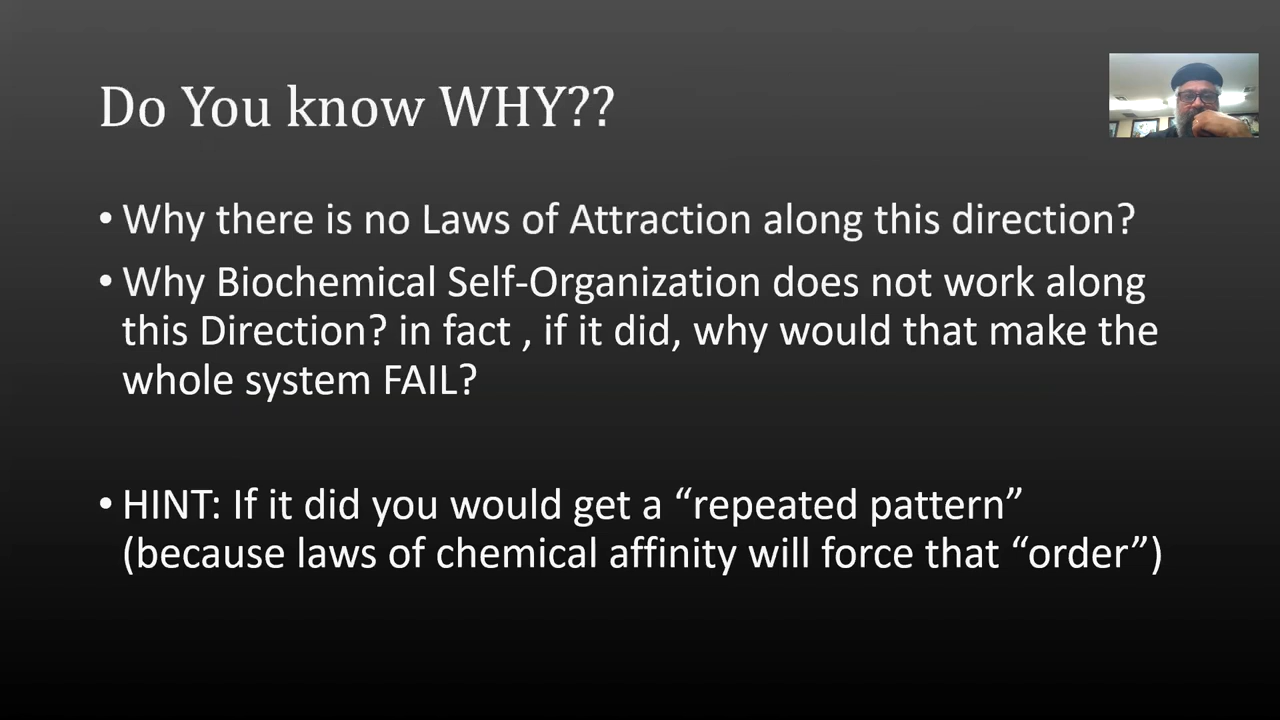 Do You know WHY??
• Why there is no Laws of Attraction along this direction?
• Why Biochemical Self-Organization does not work along
this Direction? in fact , if it did, why would that make the
whole system FAIL?
• HINT: If it did you would get a “repeated pattern”
(because laws of chemical affinity will force that “order”)